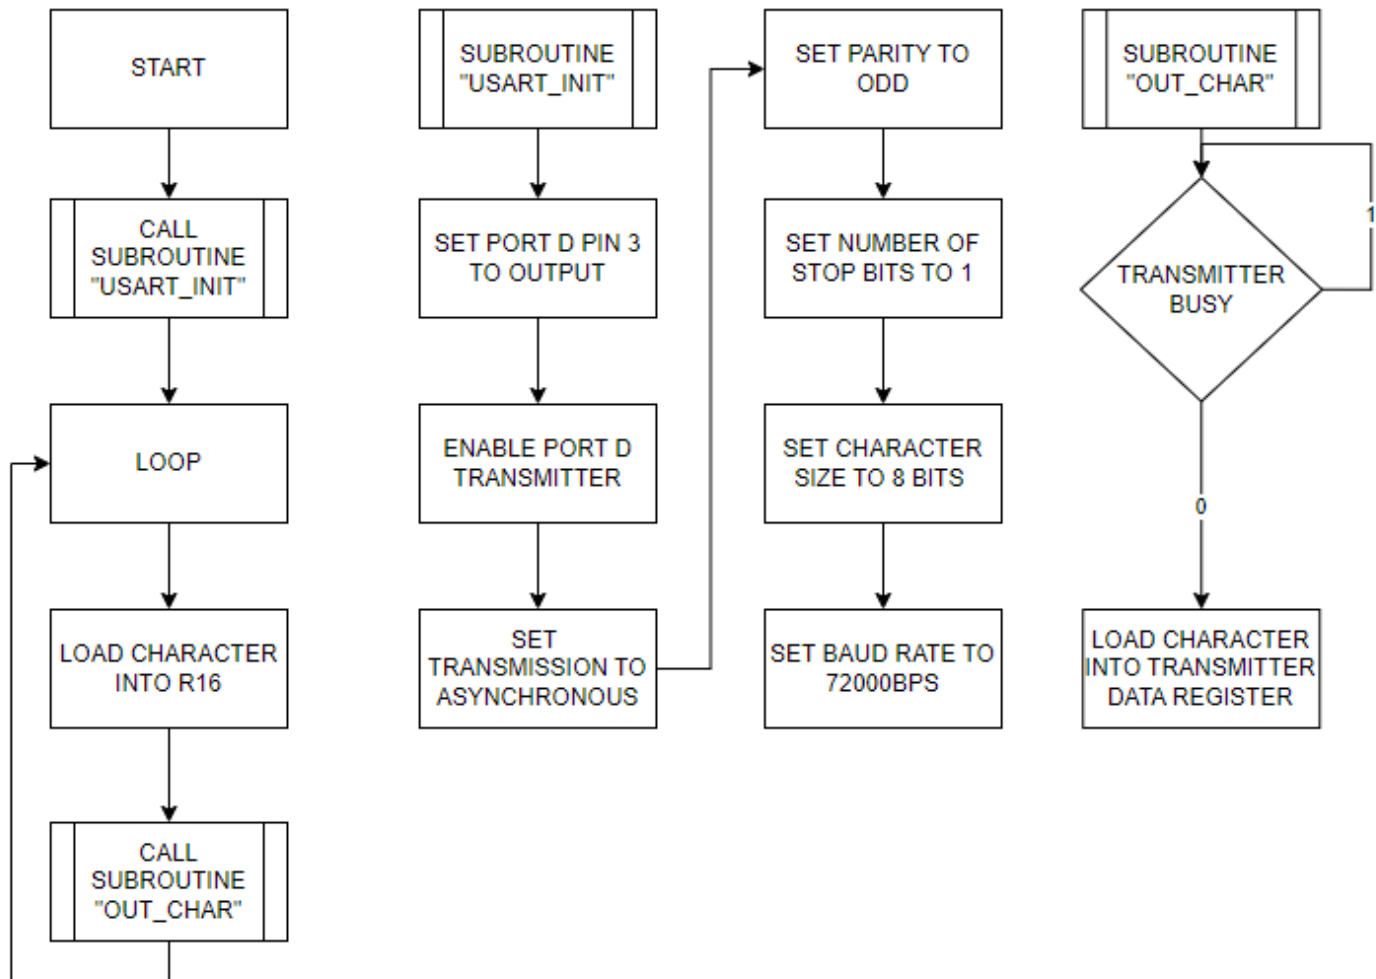 START
CALL
SUBROUTINE
"USART_INIT"
LOOP
LOAD CHARACTER
INTO R16
CALL
SUBROUTINE
"OUT_CHAR"
SUBROUTINE
"USART_INIT"
SET PORT D PIN 3
TO OUTPUT
ENABLE PORT D
TRANSMITTER
SET
TRANSMISSION TO
ASYNCHRONOUS
SET PARITY TO
ODD
SET NUMBER OF
STOP BITS TO 1
SET CHARACTER
SIZE TO 8 BITS
SET BAUD RATE TO
72000BPS
SUBROUTINE
"OUT_CHAR"
TRANSMITTER
BUSY
1
0
LOAD CHARACTER
INTO TRANSMITTER
DATA REGISTER